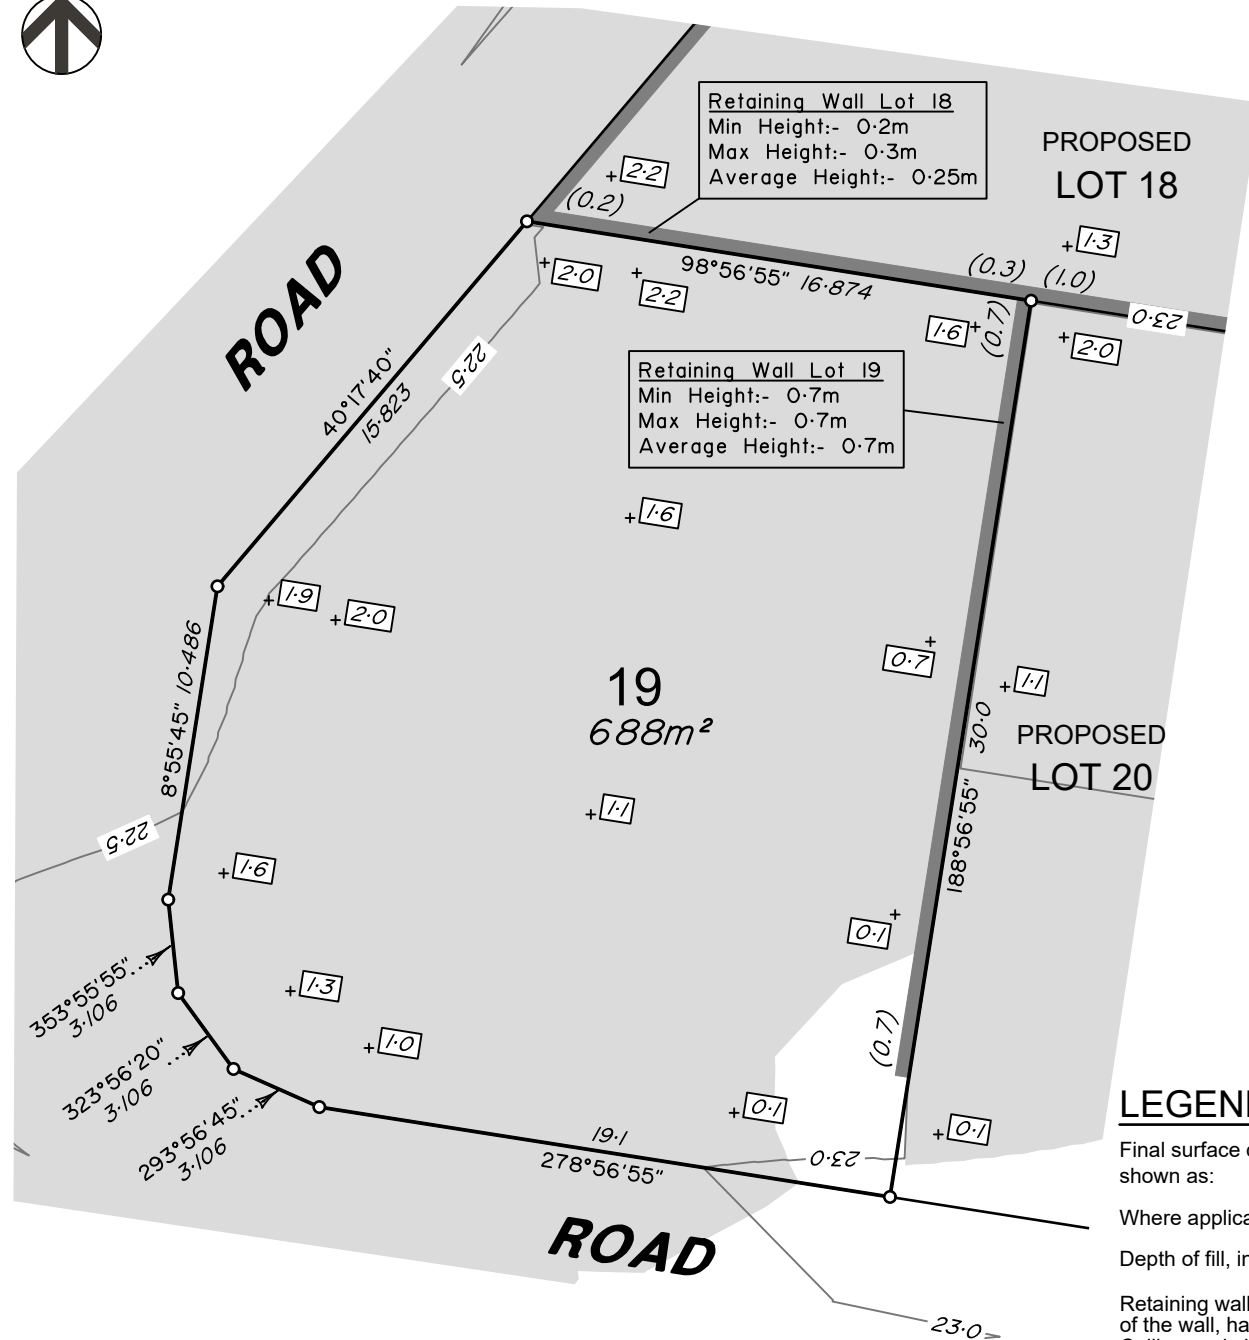 Retaining Wall Lot 18
Min Height:- 0·2m
Max Height:- 0·3m
Average Height:- 0·25m
PROPOSED
LOT 18
2·2
(0.2)
1·3
ROAD
2·0
2·2
98°56'55" 16·874
(0.3)
(1.0)
23·0
1·6
(0.7)
2·0
22·5
40°17'40"
15·823
Retaining Wall Lot 19
Min Height:- 0·7m
Max Height:- 0·7m
Average Height:- 0·7m
1·6
1·9
2·0
8°55'45" 10·486
0·7
19
688m²
1·1
30·0
PROPOSED
LOT 20
188°56'55"
1·1
22·5
1·6
0·1
353°55'55"
3·106
1·3
1·0
(0.7)
323°56'20"
3·106
293°56'45"
3·106
0·1
0·1
19·1
278°56'55"
23·0
ROAD
23·0
LEGEN
Final surface
shown as:
Where
Depth of fill,
Retaining wall
of the wall,